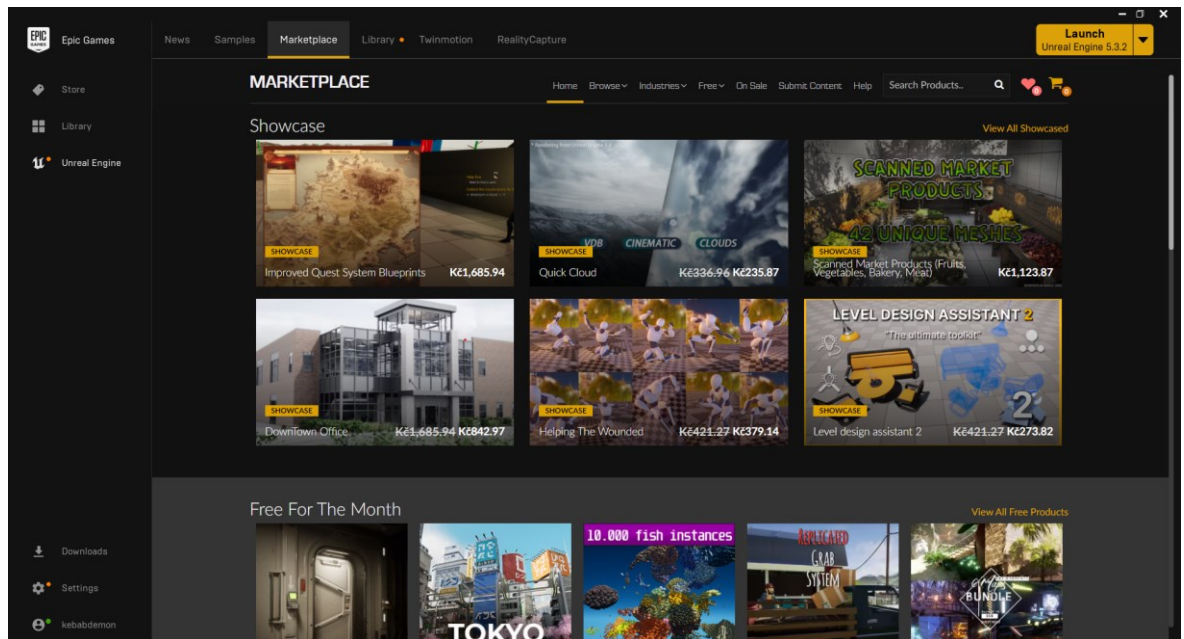 EPIC GAMES
Epic Games
News Samples Marketplace Library Twinmotion RealityCapture
Launch
Unreal Engine 5.3.2
Store
Library
Unreal Engine
MARKETPLACE
Home Browse Industries Free On Sale Submit Content Help Search Products.. 0 0
Showcase
View All Showcased
SHOWCASE
Improved Quest System Blueprints Kč1,685.94
VDB CINEMATIC CLOUDS
SHOWCASE
Quick Cloud Kč336.96 Kč235.87
SCANNED MARKET
PRODUCTS
42 UNIQUE MESHES
SHOWCASE
Scanned Market Products (Fruits,
Vegetables, Bakery, Meat) Kč1,123.87
SHOWCASE
DownTown Office Kč1,685.94 Kč842.97
SHOWCASE
Helping The Wounded Kč421.27 Kč379.14
LEVEL DESIGN ASSISTANT 2
"The ultimate toolkit"
2
SHOWCASE
Level design assistant 2 Kč421.27 Kč273.82
Free For The Month
View All Free Products
TOKYO
10.000 fish instances
REPLICATED
GRAB
SYSTEM
BUNDLE
Downloads
Settings
kebabdemon